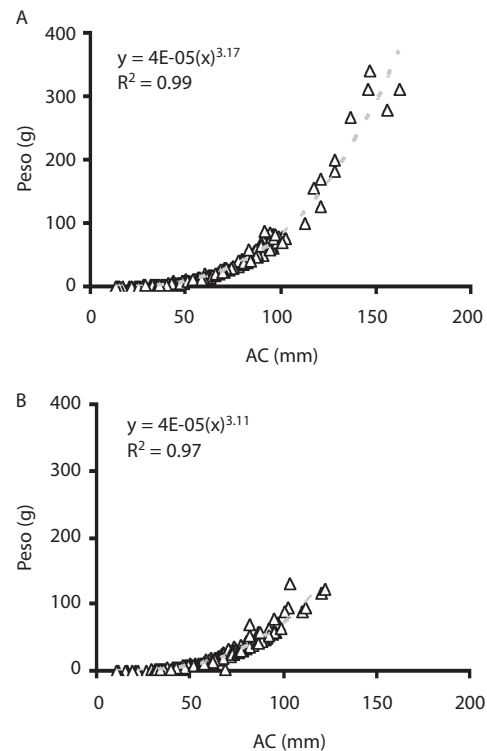 A
400
y = 4E-05(x)3.17
R2 = 0.99
300
Peso (g)
200
100
0
0 50 100 150 200
AC (mm)
B
400
y = 4E-05(x)3.11
R2 = 0.97
300
Peso (g)
200
100
0
0 50 100 150 200
AC (mm)